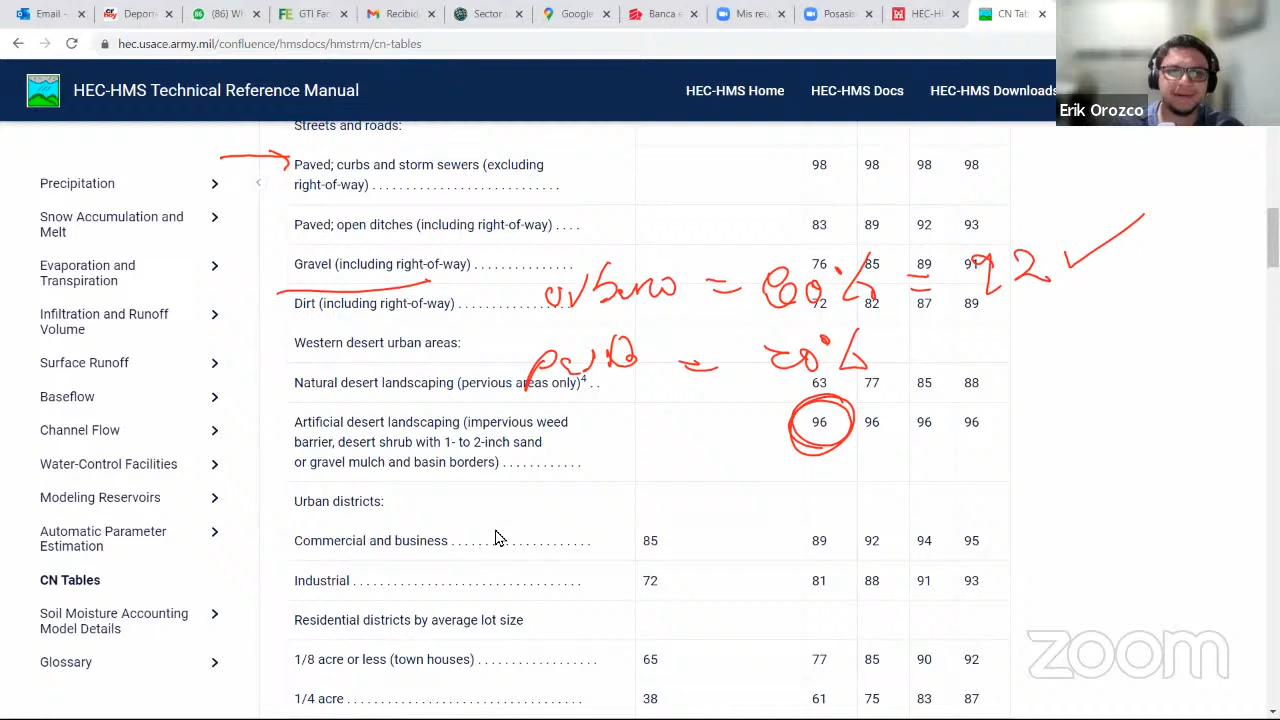 Email -
Depor
(86) Wh
GTI Fac
Recibid
Sector
Google
Banca e
Mis reu
Posasis
HEC-H
CN Tab
hec.usace.army.mil/confluence/hmsdocs/hmstrm/cn-tables
HEC-HMS Technical Reference Manual
HEC-HMS Home
HEC-HMS Docs
HEC-HMS Downloads
Erik Orozco
Precipitation
Snow Accumulation and
Melt
Evaporation and
Transpiration
Infiltration and Runoff
Volume
Surface Runoff
Baseflow
Channel Flow
Water-Control Facilities
Modeling Reservoirs
Automatic Parameter
Estimation
CN Tables
Soil Moisture Accounting
Model Details
Glossary
Streets and roads:
Paved; curbs and storm sewers (excluding 98 98 98 98
right-of-way) . . . . . . . . . . . . . . . . . . . . . . . . . . . .
Paved; open ditches (including right-of-way) . . . . 83 89 92 93
Gravel (including right-of-way) . . . . . . . . . . . . . . . 76 85 89 91
urbano = 80% = 92
Dirt (including right-of-way) . . . . . . . . . . . . . . . . . 72 82 87 89
Western desert urban areas:
pasto = 20%
Natural desert landscaping (pervious areas only)⁴ . . 63 77 85 88
Artificial desert landscaping (impervious weed 96 96 96 96
barrier, desert shrub with 1- to 2-inch sand
or gravel mulch and basin borders) . . . . . . . . . . . .
Urban districts:
Commercial and business . . . . . . . . . . . . . . . . . . . . . 85 89 92 94 95
Industrial . . . . . . . . . . . . . . . . . . . . . . . . . . . . . . . . . 72 81 88 91 93
Residential districts by average lot size
1/8 acre or less (town houses) . . . . . . . . . . . . . . . . . 65 77 85 90 92
1/4 acre . . . . . . . . . . . . . . . . . . . . . . . . . . . . . . . . . . 38 61 75 83 87
zoom